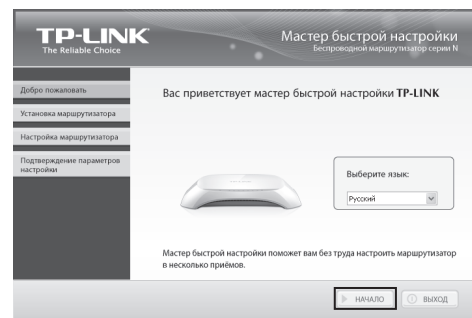 TP-LINK
The Reliable Choice
Мастер быстрой настройки
Беспроводной маршрутизатор серии N
Добро пожаловать
Установка маршрутизатора
Настройка маршрутизатора
Подтверждение параметров
настройки
Вас приветствует мастер быстрой настройки TP-LINK
Выберите язык:
Русский
Мастер быстрой настройки поможет вам без труда настроить маршрутизатор
в несколько приёмов.
НАЧАЛО
ВЫХОД